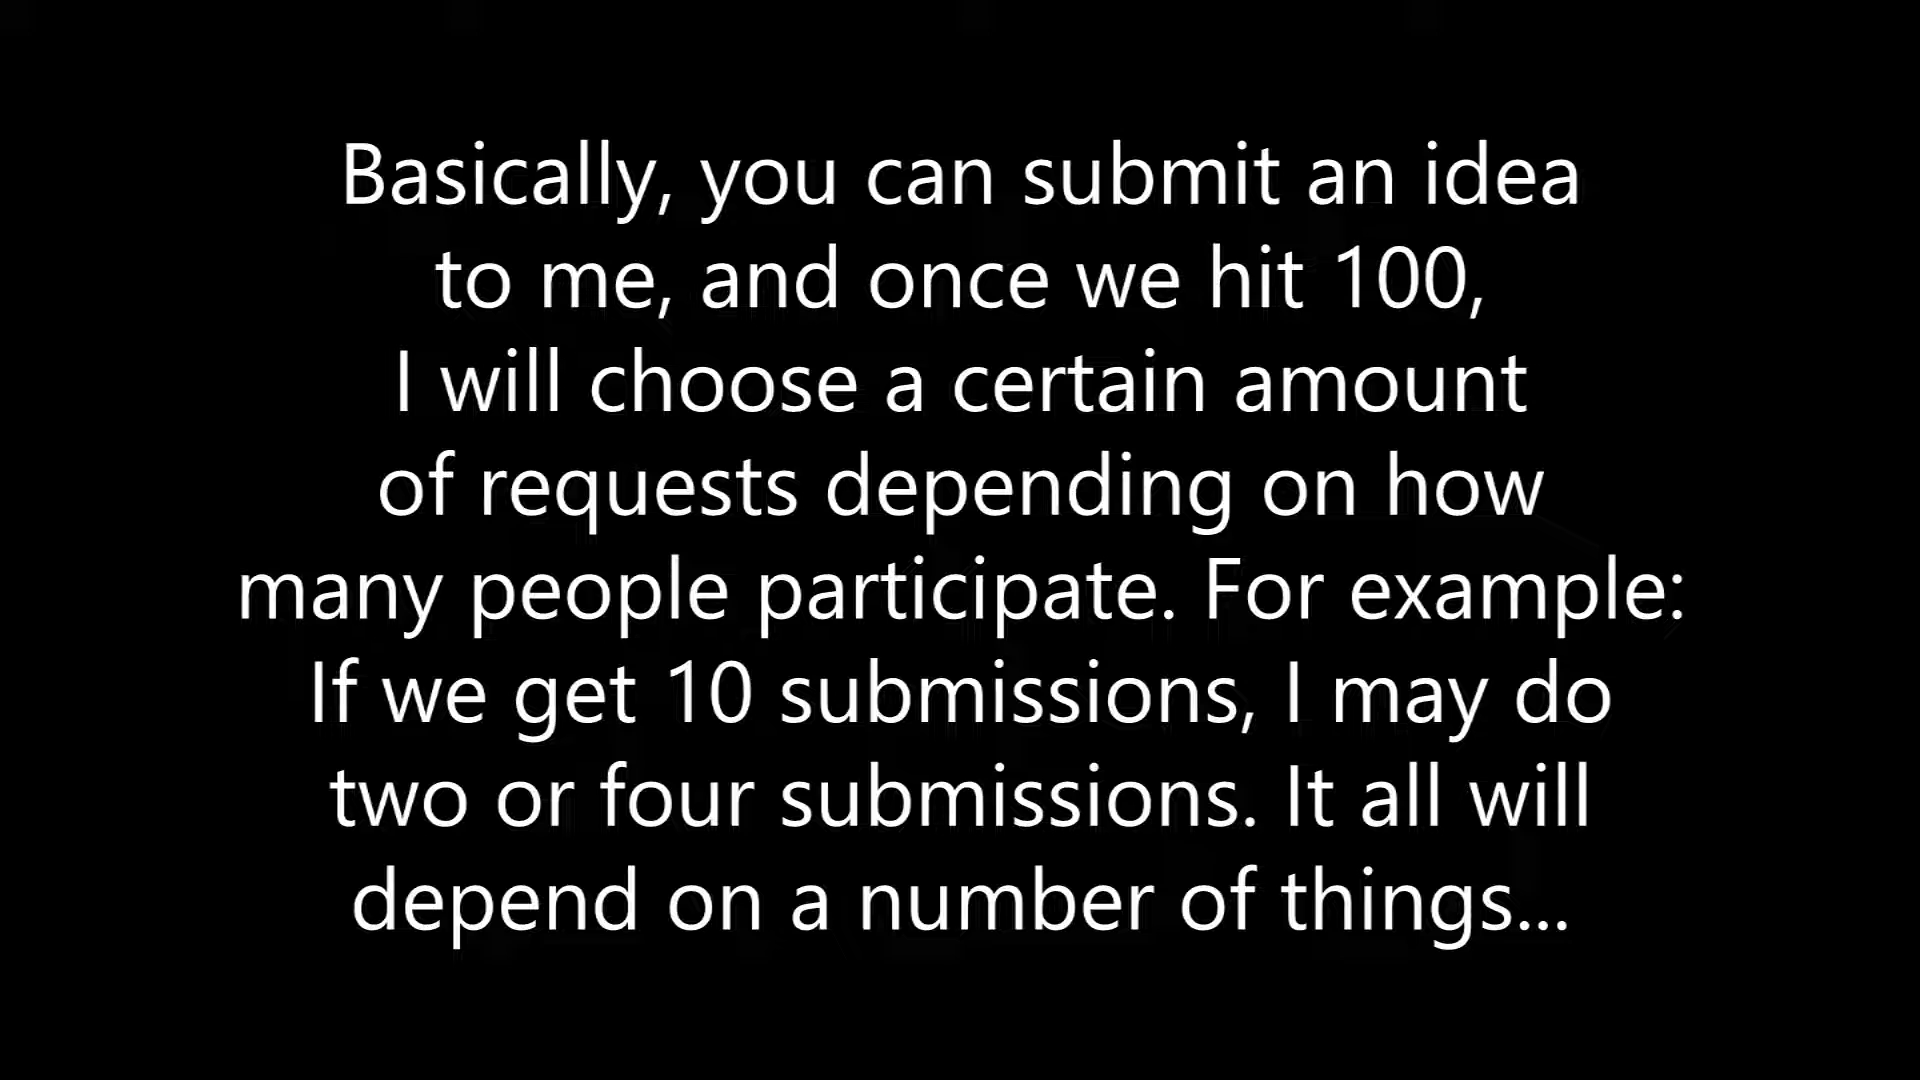 Basically, you can submit an idea
to me, and once we hit 100,
I will choose a certain amount
of requests depending on how
many people participate. For example:
If we get 10 submissions, I may do
two or four submissions. It all will
depend on a number of things...